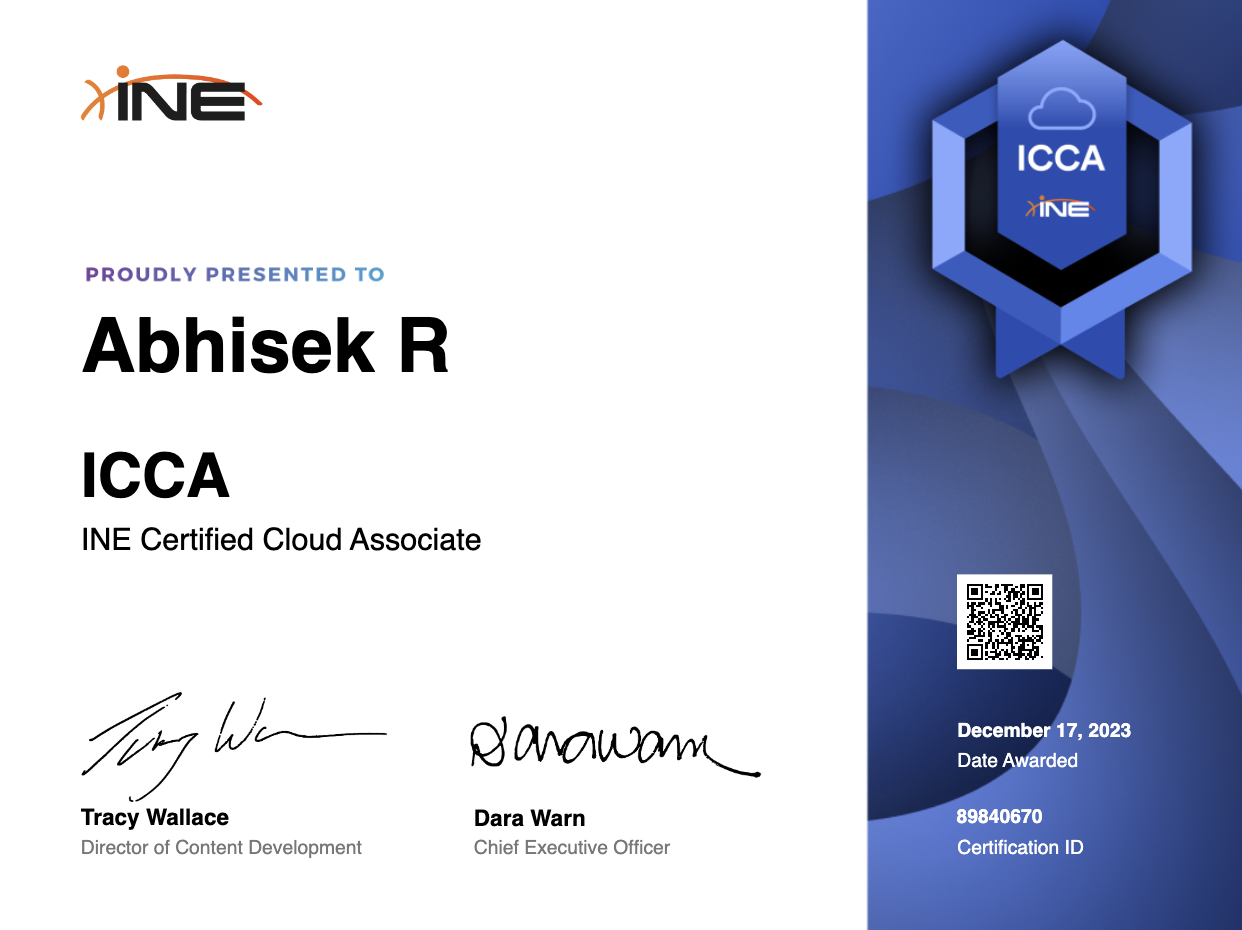 INE
PROUDLY PRESENTED TO
Abhisek R
ICCA
INE Certified Cloud Associate
Tracy Wallace
Director of Content Development
Dara Warn
Chief Executive Officer
ICCA
INE
December 17, 2023
Date Awarded
89840670
Certification ID